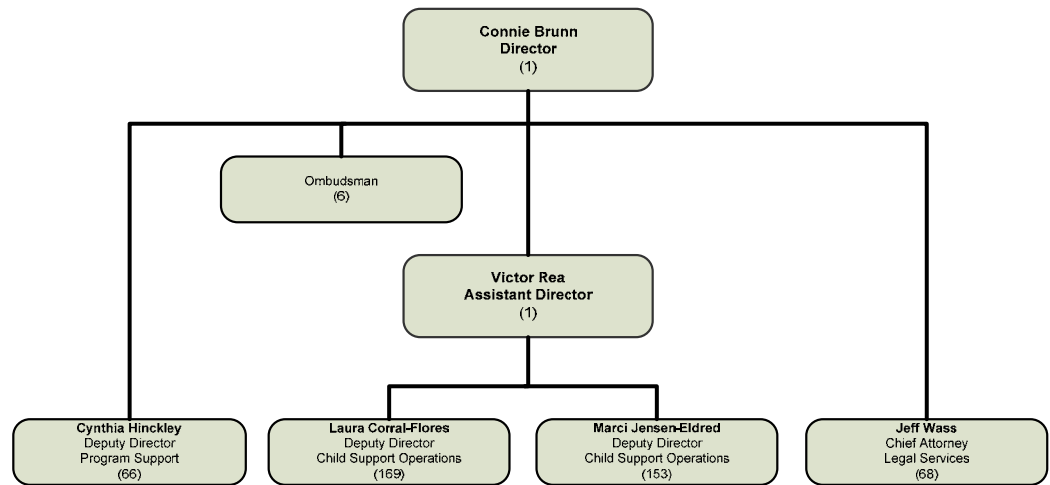 Connie Brunn
Director
(1)
Ombudsman
(6)
Victor Rea
Assistant Director
(1)
Cynthia Hinckley
Deputy Director
Program Support
(66)
Laura Corral-Flores
Deputy Director
Child Support Operations
(169)
Marci Jensen-Eldred
Deputy Director
Child Support Operations
(153)
Jeff Wass
Chief Attorney
Legal Services
(68)